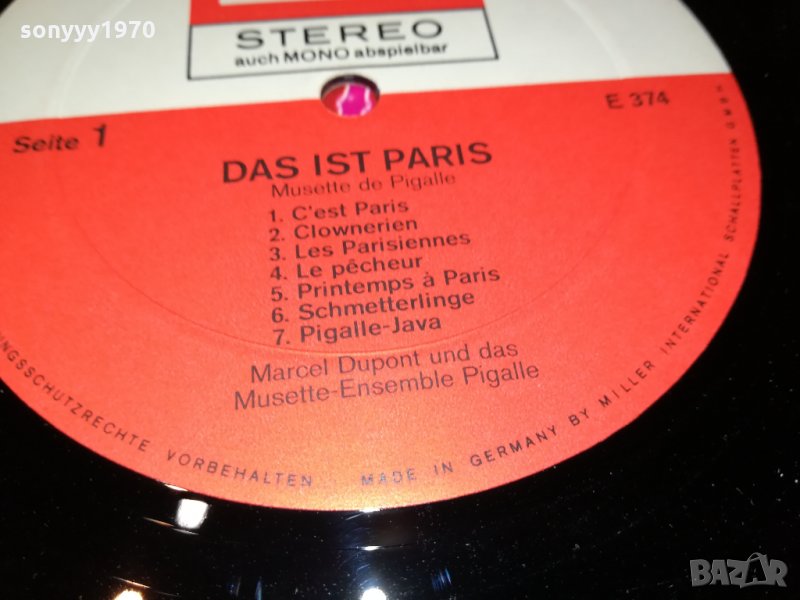 sonyyy1970
STEREO
auch MONO abspielbar
E 374
Seite 1
DAS IST PARIS
Musette de Pigalle
1. C'est Paris
2. Clownerien
3. Les Parisiennes
4. Le pêcheur
5. Printemps à Paris
6. Schmetterlinge
7. Pigalle-Java
Marcel Dupont und das
Musette-Ensemble Pigalle
UNGSSCHUTZRECHTE VORBEHALTEN MADE IN GERMANY BY MILLER INTERNATIONAL SCHALLPLATTEN GMBH
BAZAR